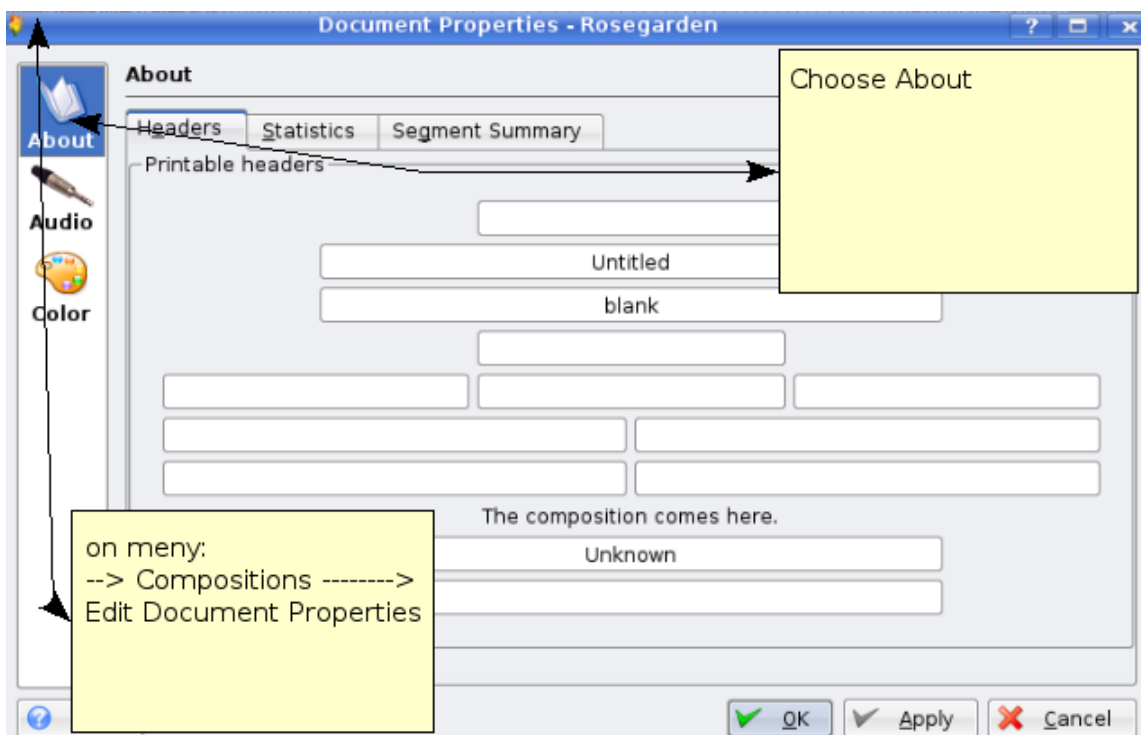 Document Properties - Rosegarden
About
Choose About
About
Audio
Color
Headers Statistics Segment Summary
Printable headers
Untitled
blank
The composition comes here.
Unknown
on meny:
--> Compositions -------->
Edit Document Properties
OK Apply Cancel